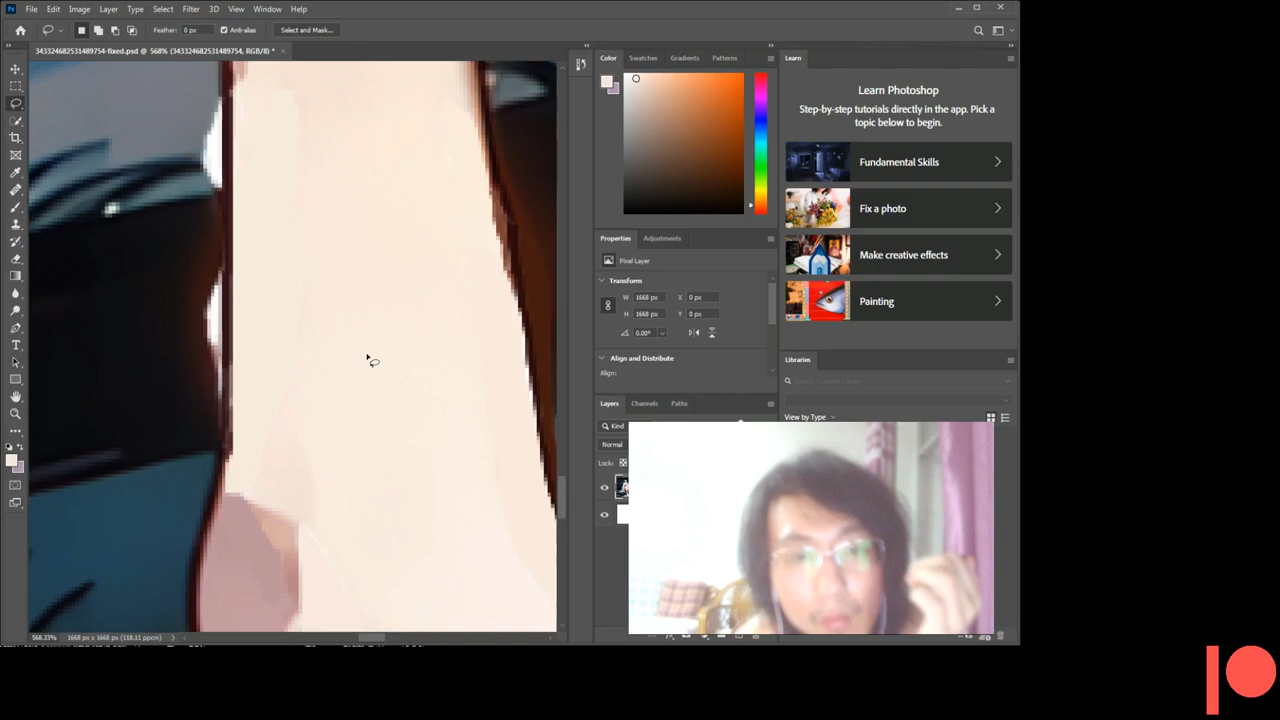 Ps File Edit Image Layer Type Select Filter 3D View Window Help
Feather: 0 px Anti-alias Select and Mask...
343324682531489754-fixed.psd @ 568% (343324682531489754, RGB/8) *
Color Swatches Gradients Patterns
Learn
Learn Photoshop
Step-by-step tutorials directly in the app. Pick a
topic below to begin.
Fundamental Skills
Fix a photo
Make creative effects
Painting
Properties Adjustments
Pixel Layer
Transform
W 1668 px X 0 px
H 1668 px Y 0 px
0.00°
Align and Distribute
Align:
Libraries
View by Type
Layers Channels Paths
Kind
Normal
Lock:
568.33% 1668 px x 1668 px (118.11 ppcm)